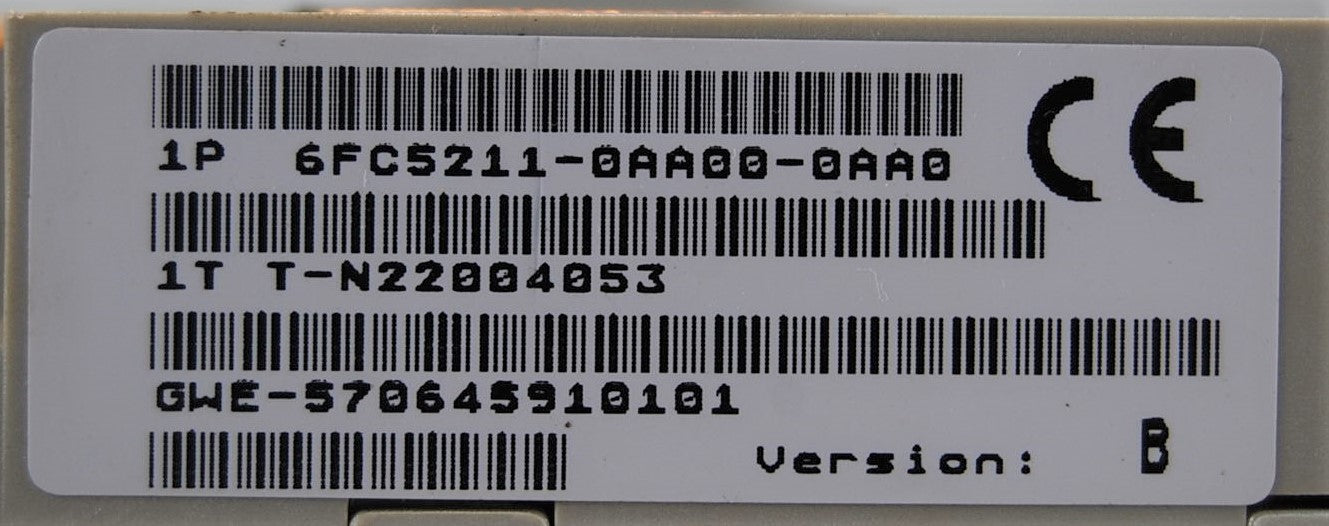 1P 6FC5211-0AA00-0AA0
CE
1T T-N22004053
GWE-570645910101
Version: B